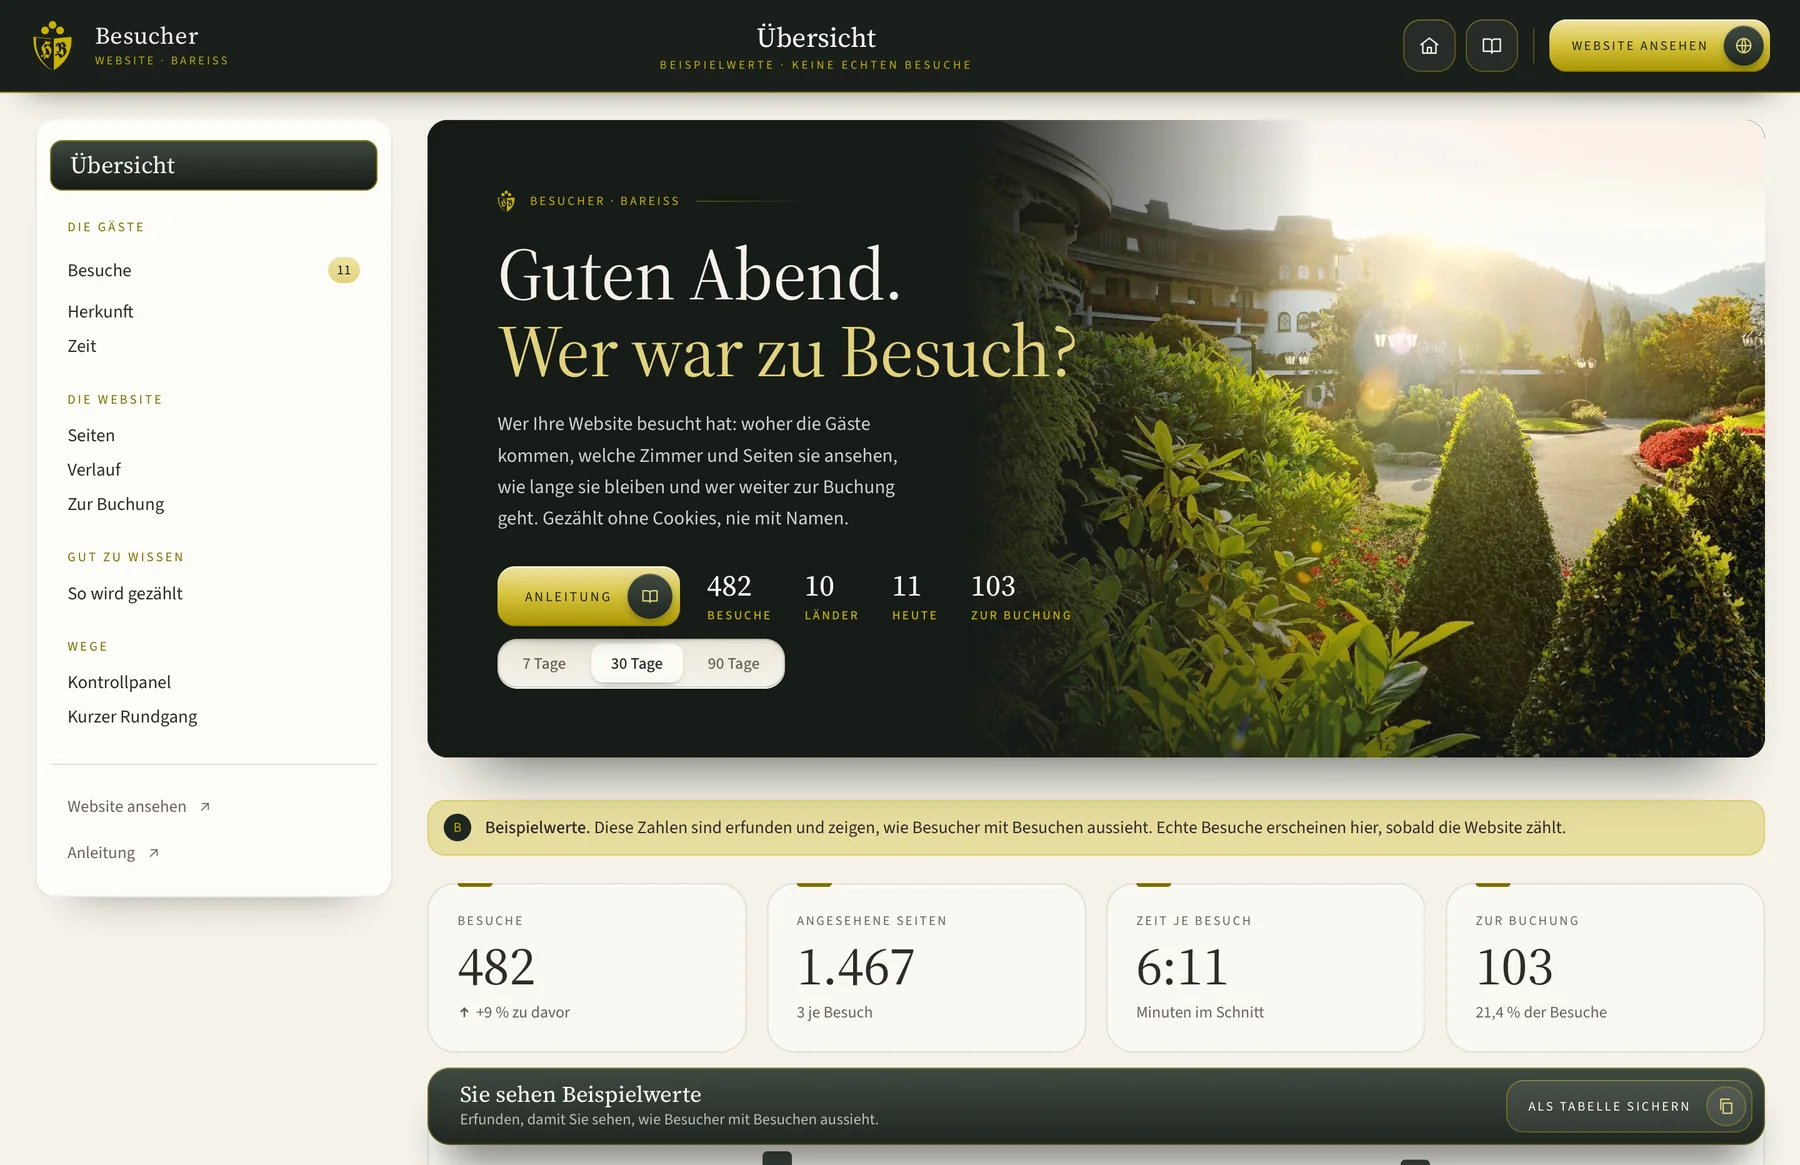 Besucher
WEBSITE · BAREISS
Übersicht
BEISPIELWERTE · KEINE ECHTEN BESUCHE
WEBSITE ANSEHEN
Übersicht
DIE GÄSTE
Besuche 11
Herkunft
Zeit
DIE WEBSITE
Seiten
Verlauf
Zur Buchung
GUT ZU WISSEN
So wird gezählt
WEGE
Kontrollpanel
Kurzer Rundgang
Website ansehen
Anleitung
BESUCHER · BAREISS
Guten Abend.
Wer war zu Besuch?
Wer Ihre Website besucht hat: woher die Gäste
kommen, welche Zimmer und Seiten sie ansehen,
wie lange sie bleiben und wer weiter zur Buchung
geht. Gezählt ohne Cookies, nie mit Namen.
ANLEITUNG
482 10 11 103
BESUCHE LÄNDER HEUTE ZUR BUCHUNG
7 Tage 30 Tage 90 Tage
B Beispielwerte. Diese Zahlen sind erfunden und zeigen, wie Besucher mit Besuchen aussieht. Echte Besuche erscheinen hier, sobald die Website zählt.
BESUCHE
482
+9 % zu davor
ANGESEHENE SEITEN
1.467
3 je Besuch
ZEIT JE BESUCH
6:11
Minuten im Schnitt
ZUR BUCHUNG
103
21,4 % der Besuche
Sie sehen Beispielwerte
Erfunden, damit Sie sehen, wie Besucher mit Besuchen aussieht.
ALS TABELLE SICHERN